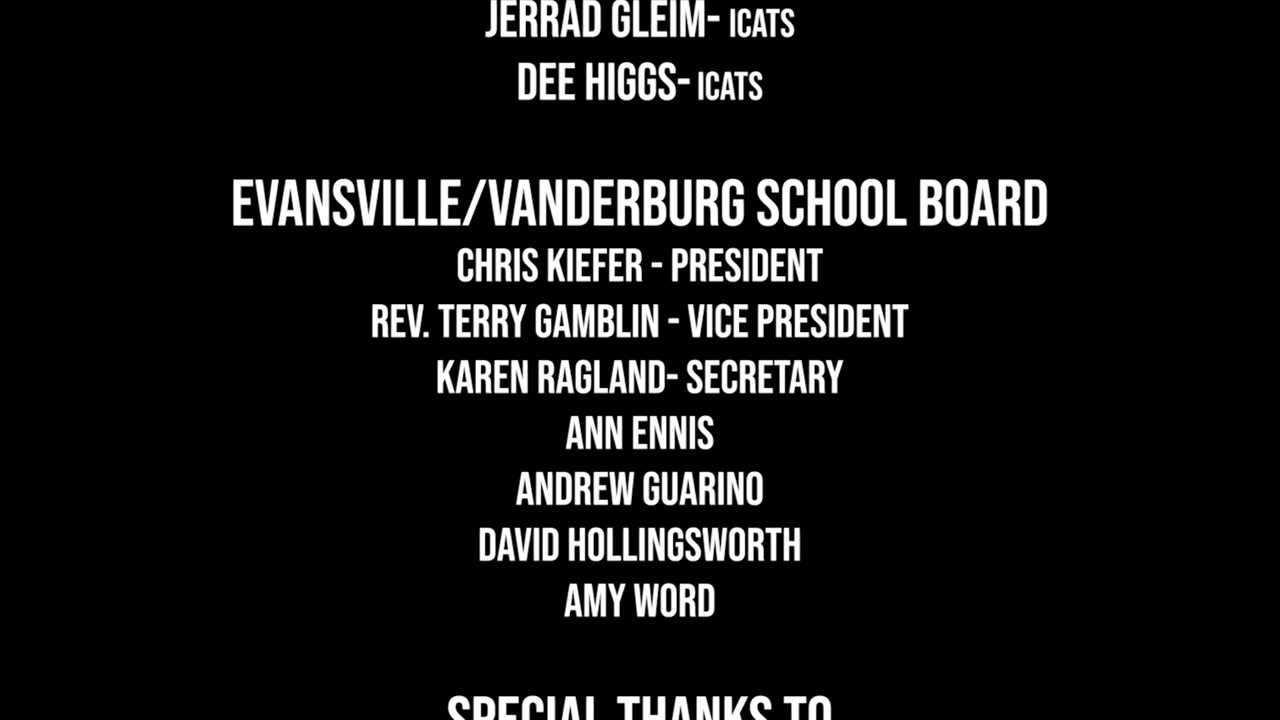 JERRAD GLEIM- ICATS
DEE HIGGS- ICATS
EVANSVILLE/VANDERBURG SCHOOL BOARD
CHRIS KIEFER - PRESIDENT
REV. TERRY GAMBLIN - VICE PRESIDENT
KAREN RAGLAND- SECRETARY
ANN ENNIS
ANDREW GUARINO
DAVID HOLLINGSWORTH
AMY WORD
SPECIAL THANKS TO